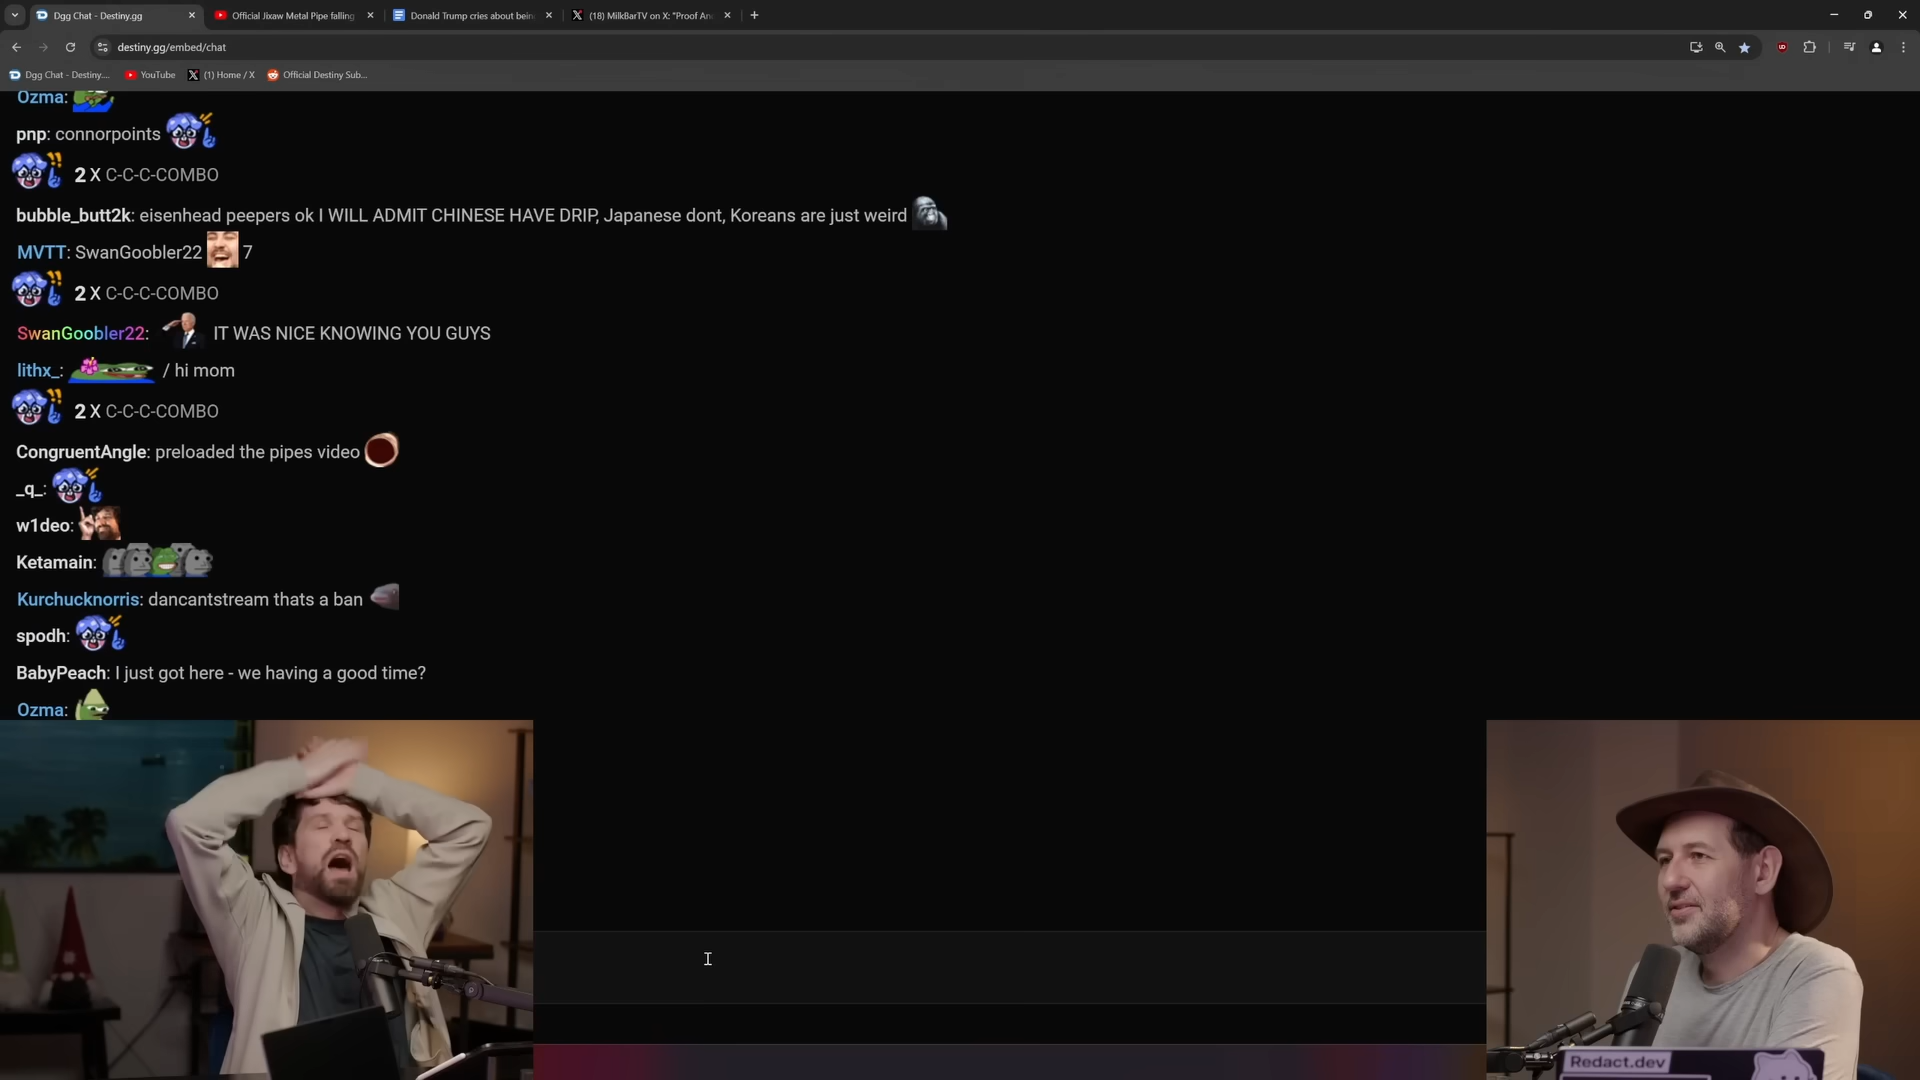 Dgg Chat - Destiny.gg
Official Jixaw Metal Pipe falling
Donald Trump cries about bein
(18) MilkBarTV on X: "Proof An
destiny.gg/embed/chat
Dgg Chat - Destiny....
YouTube
(1) Home / X
Official Destiny Sub...
Ozma:
pnp: connorpoints
2 X C-C-C-COMBO
bubble_butt2k: eisenhead peepers ok I WILL ADMIT CHINESE HAVE DRIP, Japanese dont, Koreans are just weird
MVTT: SwanGoobler22 7
2 X C-C-C-COMBO
SwanGoobler22: IT WAS NICE KNOWING YOU GUYS
lithx_: / hi mom
2 X C-C-C-COMBO
CongruentAngle: preloaded the pipes video
_q_:
w1deo:
Ketamain:
Kurchucknorris: dancantstream thats a ban
spodh:
BabyPeach: I just got here - we having a good time?
Ozma:
Redact.dev